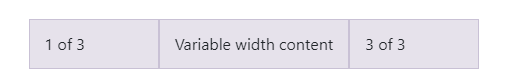 1 of 3 Variable width content 3 of 3